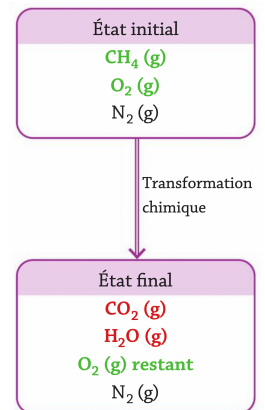 État initial
CH₄ (g)
O₂ (g)
N₂ (g)
Transformation
chimique
État final
CO₂ (g)
H₂O (g)
O₂ (g) restant
N₂ (g)